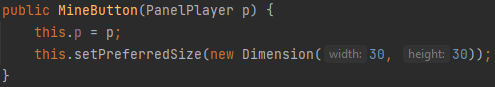 public MineButton(PanelPlayer p) {
    this.p = p;
    this.setPreferredSize(new Dimension( width: 30, height: 30));
}